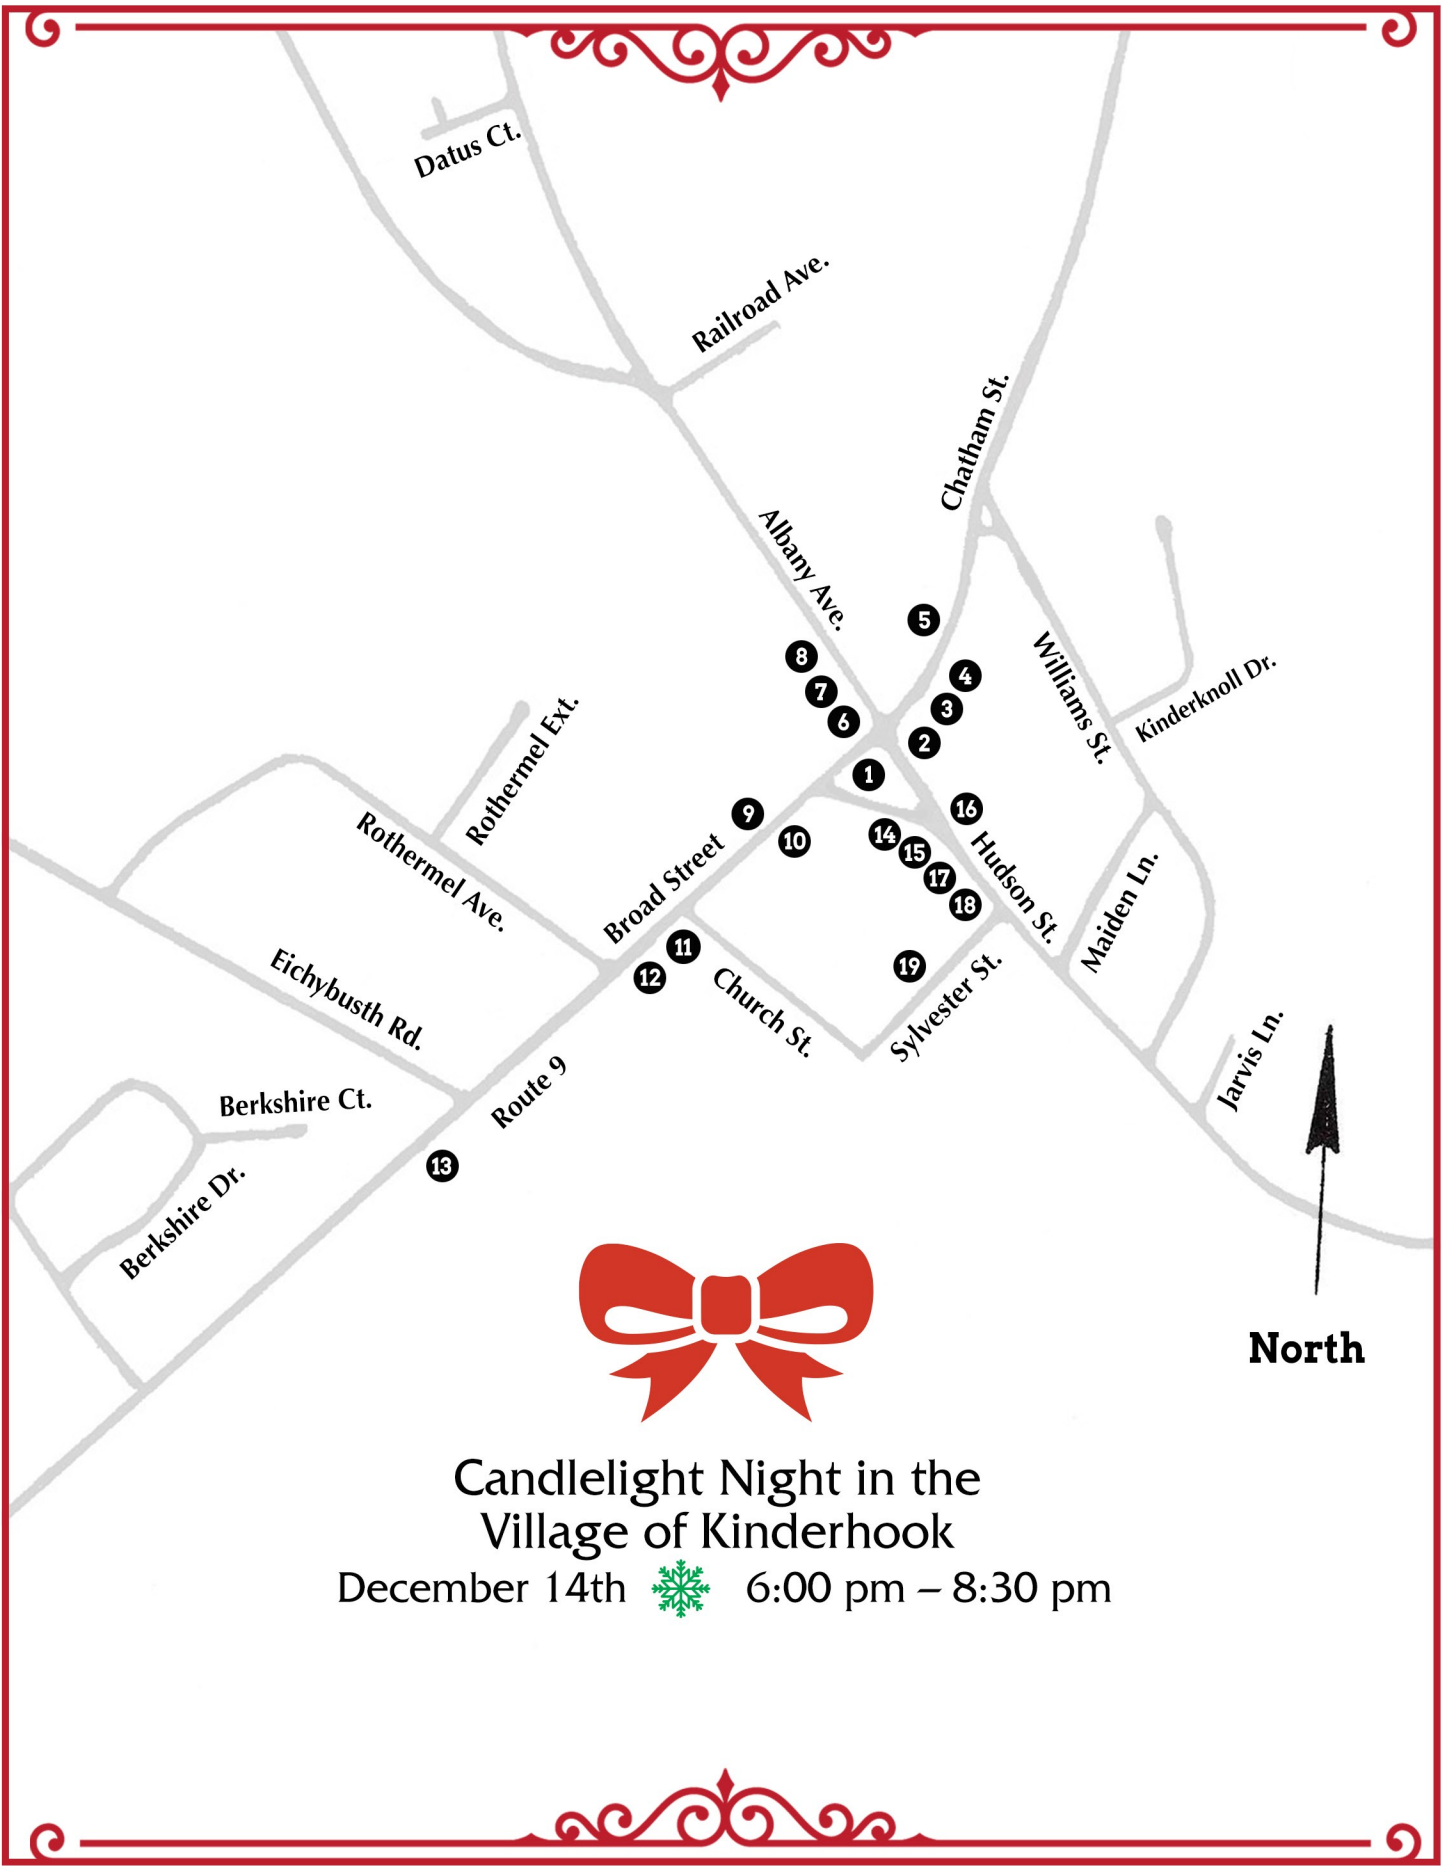 Datus Ct.
Railroad Ave.
Chatham St.
Albany Ave.
5
8
4
7
3
6
2
Williams St.
Kinderknoll Dr.
1
Rothermel Ext.
9
16
10
14
15
17
18
Hudson St.
Maiden Ln.
Rothermel Ave.
Broad Street
11
12
19
Church St.
Sylvester St.
Eichybusth Rd.
Jarvis Ln.
Route 9
Berkshire Ct.
13
Berkshire Dr.
North
Candlelight Night in the
Village of Kinderhook
December 14th 6:00 pm – 8:30 pm